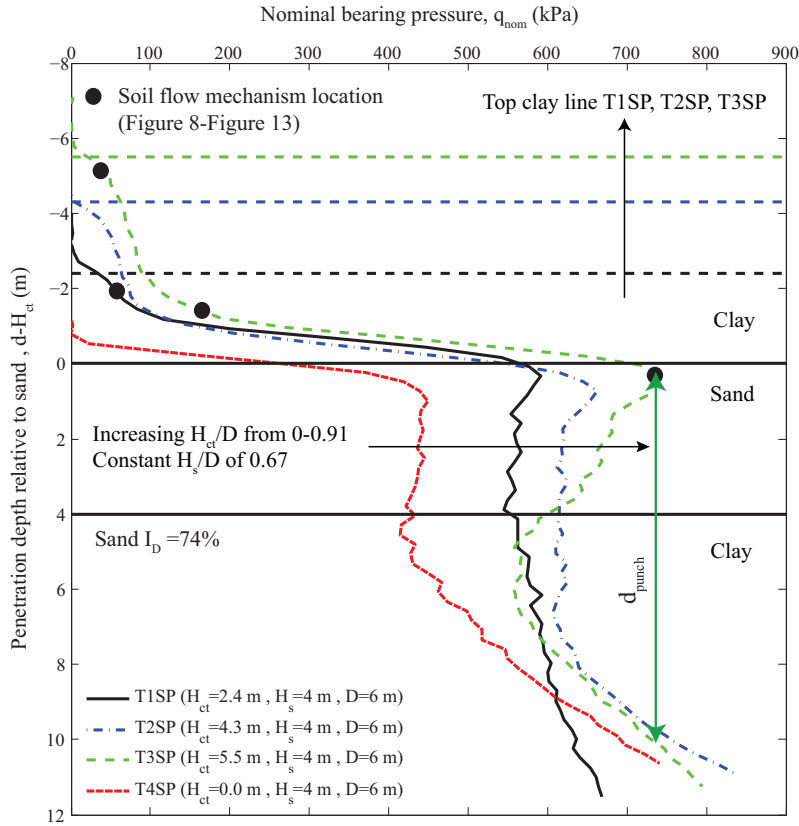 Nominal bearing pressure, q_nom (kPa)
0 100 200 300 400 500 600 700 800 900
−8
−6
−4
−2
0
2
4
6
8
10
12
Penetration depth relative to sand , d-H_ct (m)
Soil flow mechanism location
(Figure 8-Figure 13)
Top clay line T1SP, T2SP, T3SP
Clay
Sand
Increasing H_ct/D from 0-0.91
Constant H_s/D of 0.67
Sand I_D =74%
Clay
d_punch
T1SP (H_ct=2.4 m , H_s=4 m , D=6 m)
T2SP (H_ct=4.3 m , H_s=4 m , D=6 m)
T3SP (H_ct=5.5 m , H_s=4 m , D=6 m)
T4SP (H_ct=0.0 m , H_s=4 m , D=6 m)